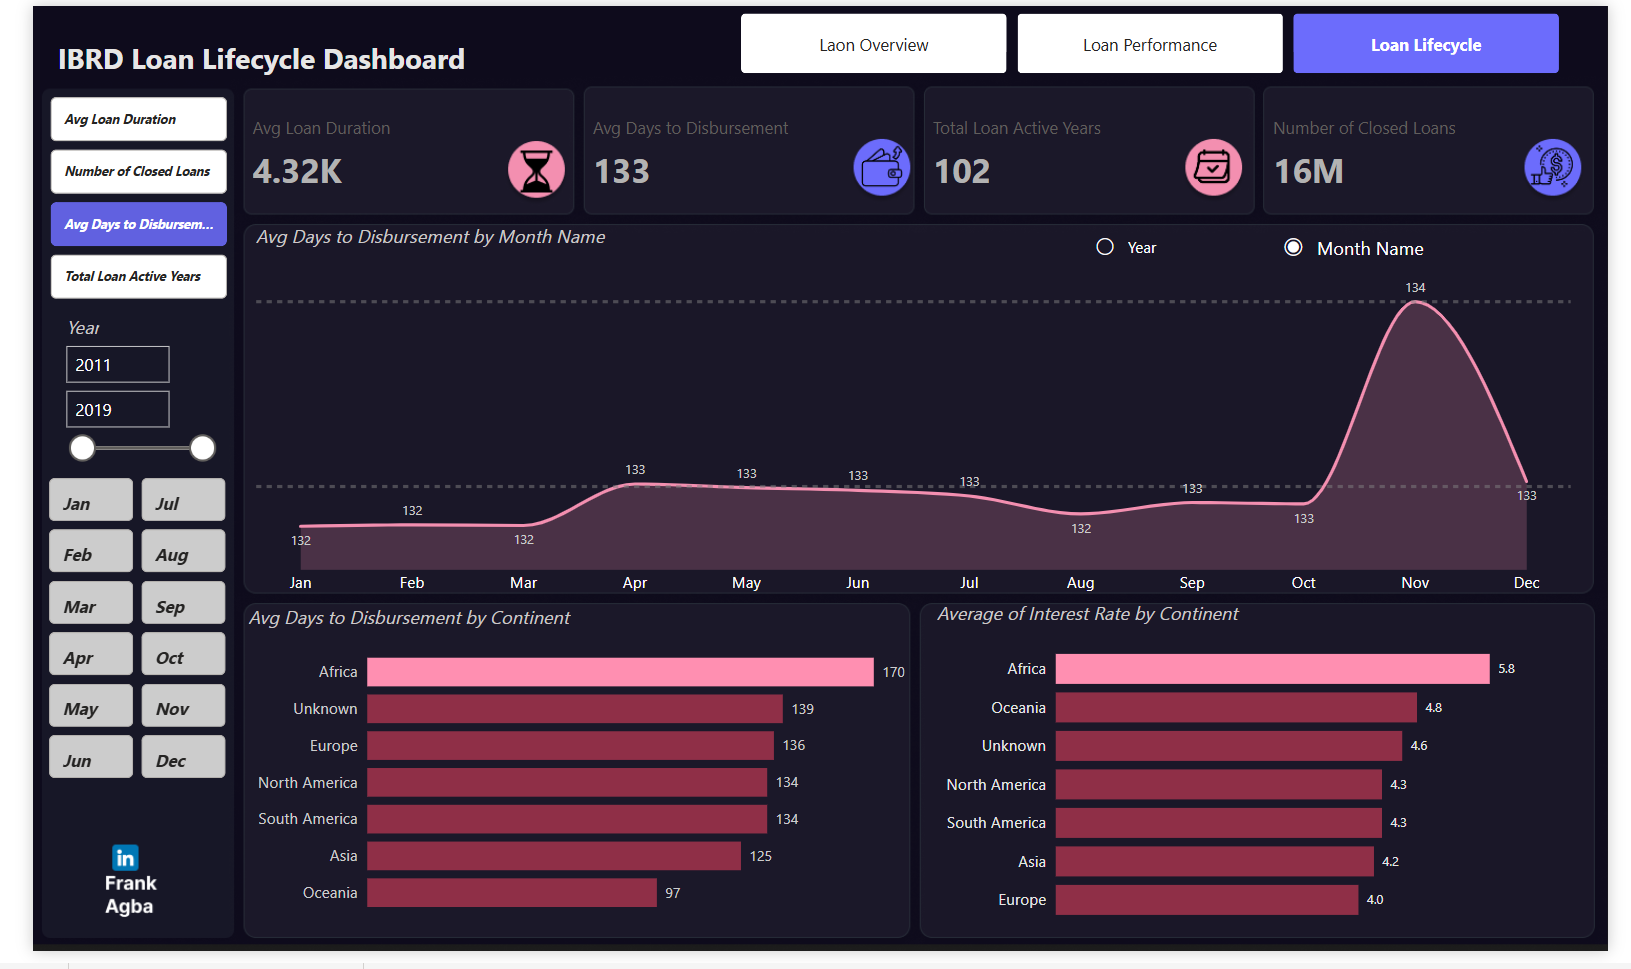 IBRD Loan Lifecycle Dashboard
Laon Overview
Loan Performance
Loan Lifecycle
Avg Loan Duration
Number of Closed Loans
Avg Days to Disbursem...
Total Loan Active Years
Year
2011
2019
Jan Jul
Feb Aug
Mar Sep
Apr Oct
May Nov
Jun Dec
in
Frank
Agba
Avg Loan Duration
4.32K
Avg Days to Disbursement
133
Total Loan Active Years
102
Number of Closed Loans
16M
Avg Days to Disbursement by Month Name
Year
Month Name
132 132 132 133 133 133 133 132 133 133 134 133
Jan Feb Mar Apr May Jun Jul Aug Sep Oct Nov Dec
Avg Days to Disbursement by Continent
Africa 170
Unknown 139
Europe 136
North America 134
South America 134
Asia 125
Oceania 97
Average of Interest Rate by Continent
Africa 5.8
Oceania 4.8
Unknown 4.6
North America 4.3
South America 4.3
Asia 4.2
Europe 4.0